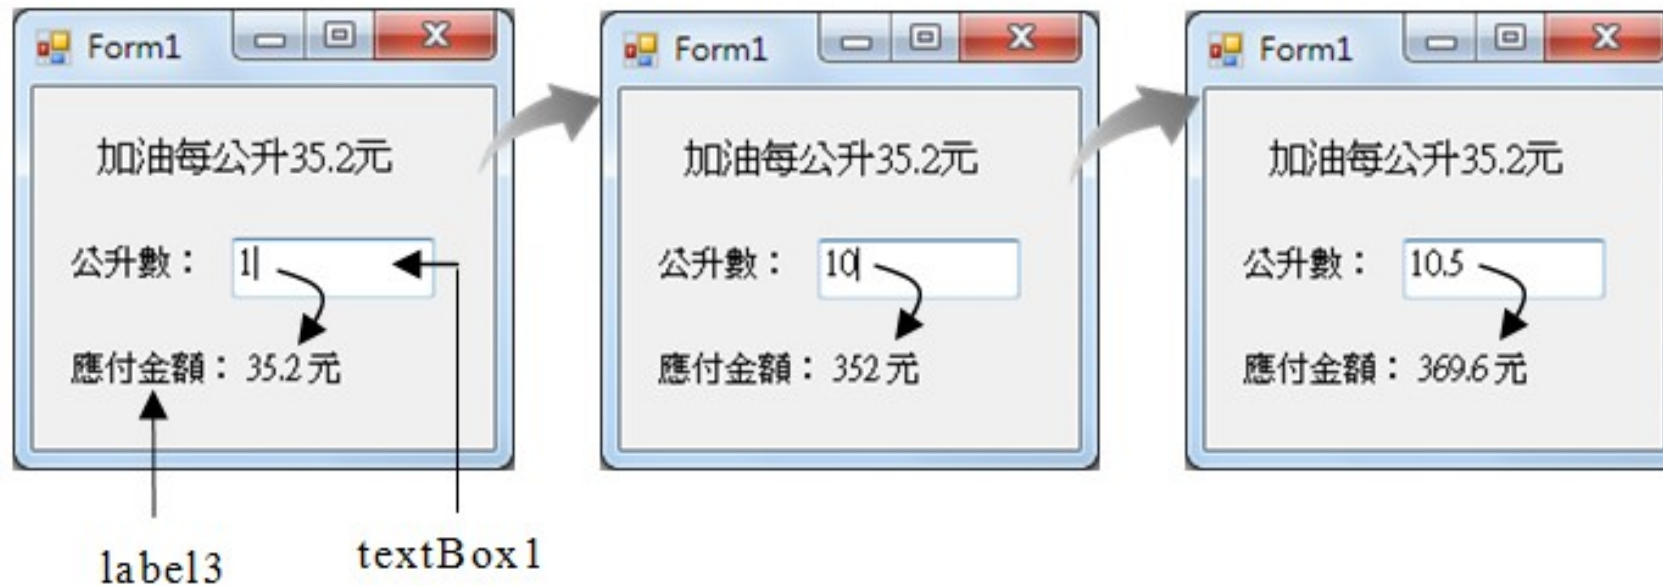 Form1
加油每公升35.2元
公升數：
1
應付金額：35.2 元
Form1
加油每公升35.2元
公升數：
10
應付金額：352 元
Form1
加油每公升35.2元
公升數：
10.5
應付金額：369.6 元
label3
textBox1